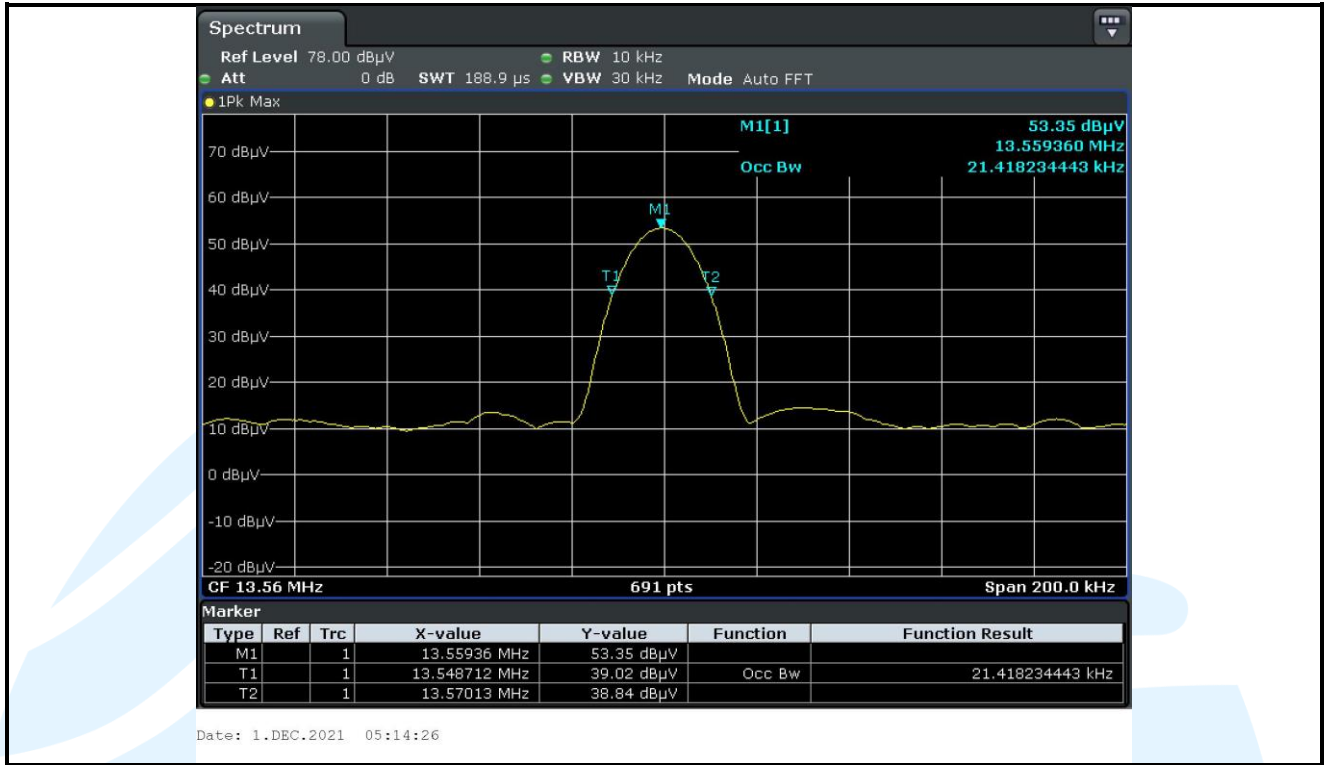 Spectrum
Ref Level 78.00 dBµV RBW 10 kHz
Att 0 dB SWT 188.9 µs VBW 30 kHz Mode Auto FFT
1Pk Max
M1[1] 53.35 dBµV
13.559360 MHz
Occ Bw 21.418234443 kHz
70 dBµV
60 dBµV
M1
50 dBµV
T1 T2
40 dBµV
30 dBµV
20 dBµV
10 dBµV
0 dBµV
-10 dBµV
-20 dBµV
CF 13.56 MHz 691 pts Span 200.0 kHz
Marker
Type Ref Trc X-value Y-value Function Function Result
M1 1 13.55936 MHz 53.35 dBµV
T1 1 13.548712 MHz 39.02 dBµV Occ Bw 21.418234443 kHz
T2 1 13.57013 MHz 38.84 dBµV
Date: 1.DEC.2021 05:14:26